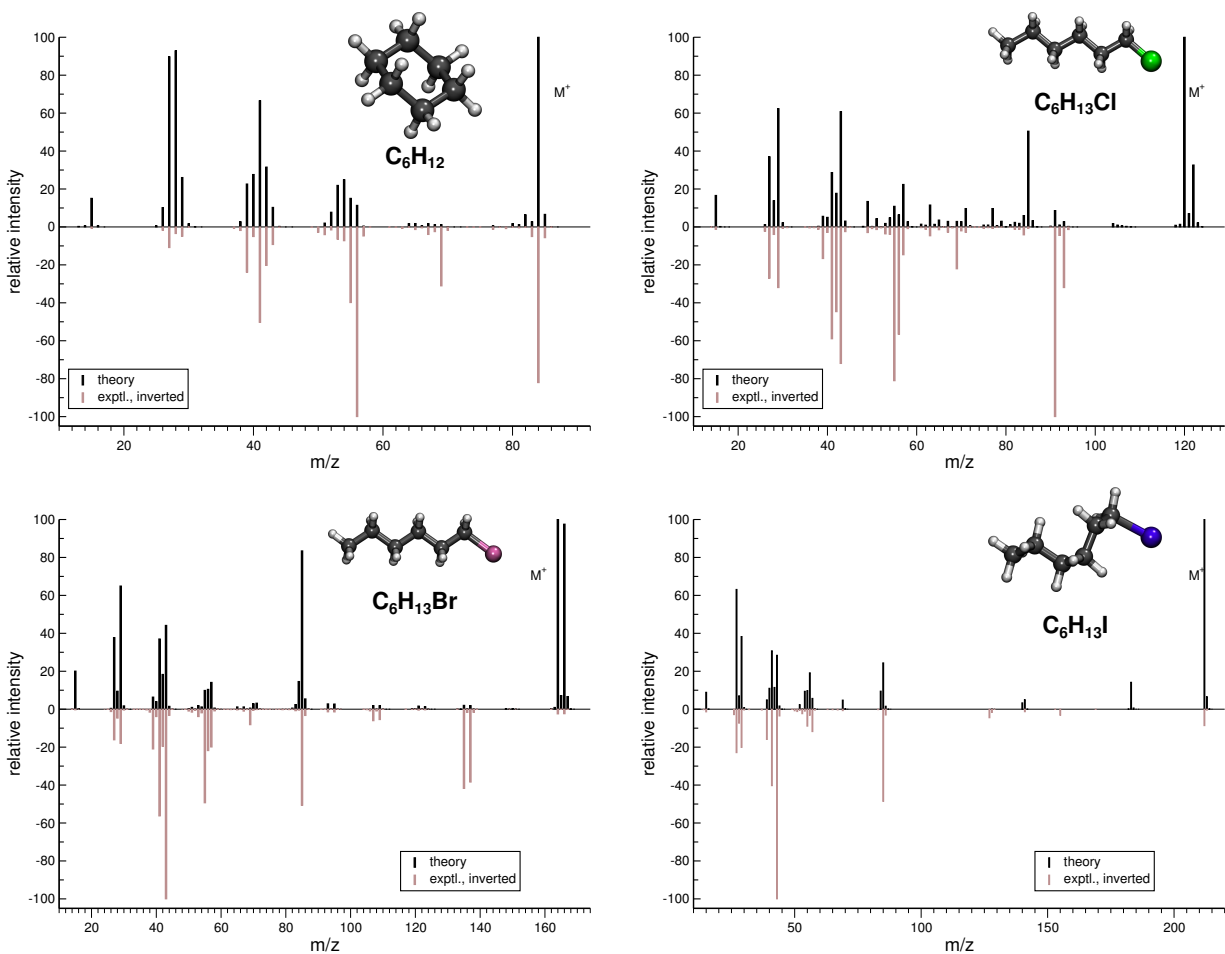 100
80
60
40
20
0
-20
-40
-60
-80
-100
relative intensity
M⁺
C₆H₁₂
theory
exptl., inverted
20 40 60 80
m/z
100
80
60
40
20
0
-20
-40
-60
-80
-100
relative intensity
M⁺
C₆H₁₃Cl
theory
exptl., inverted
20 40 60 80 100 120
m/z
100
80
60
40
20
0
-20
-40
-60
-80
-100
relative intensity
M⁺
C₆H₁₃Br
theory
exptl., inverted
20 40 60 80 100 120 140 160
m/z
100
80
60
40
20
0
-20
-40
-60
-80
-100
relative intensity
M⁺
C₆H₁₃I
theory
exptl., inverted
50 100 150 200
m/z